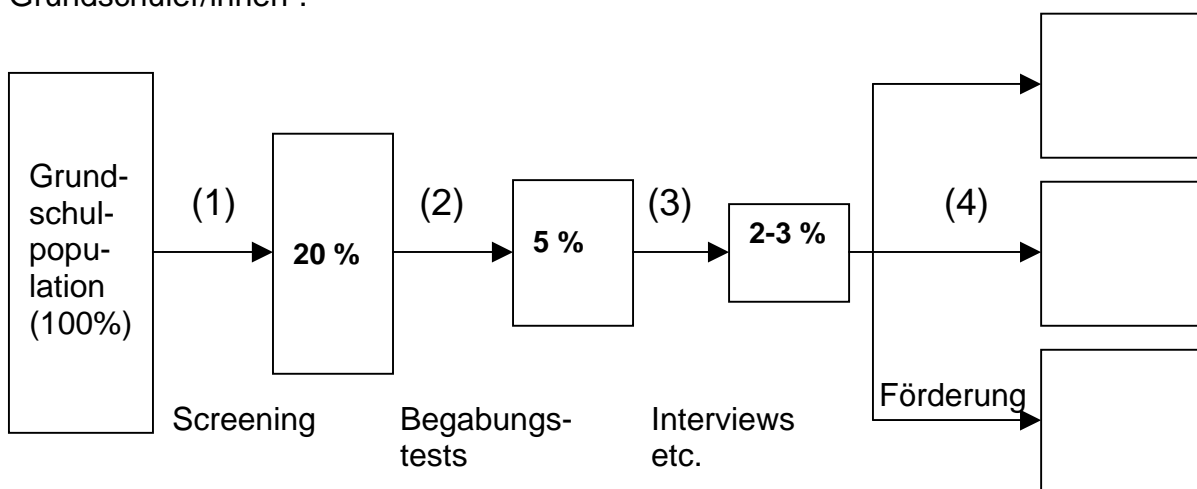 Grundschüler/innen“:
Grund-
schul-
popu-
lation
(100%)
(1)
Screening
20 %
(2)
Begabungs-
tests
5 %
(3)
Interviews
etc.
2-3 %
(4)
Förderung